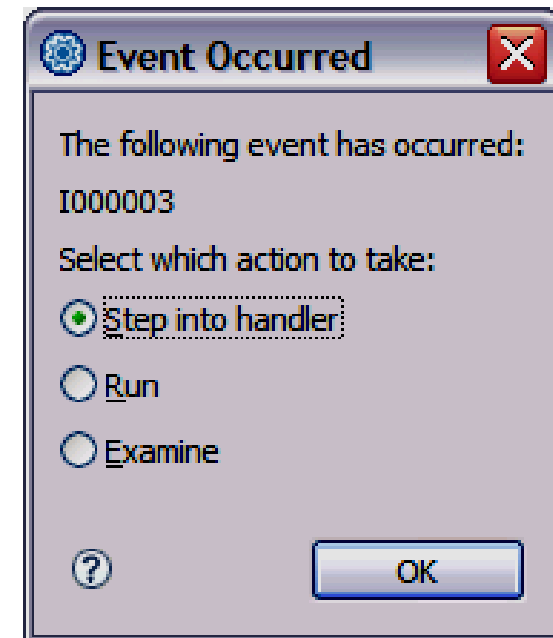 Event Occurred
The following event has occurred:
I000003
Select which action to take:
Step into handler
Run
Examine
?
OK